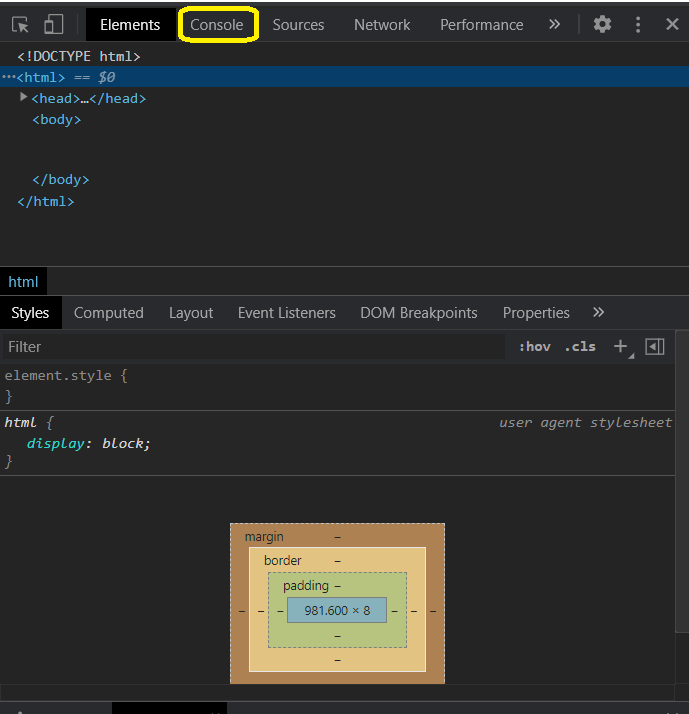 Elements Console Sources Network Performance »
<!DOCTYPE html>
···<html> == $0
<head>…</head>
<body>
</body>
</html>
html
Styles Computed Layout Event Listeners DOM Breakpoints Properties »
Filter :hov .cls +
element.style {
}
html { user agent stylesheet
display: block;
}
margin –
border –
padding –
– – – 981.600 × 8 – – –
–
–